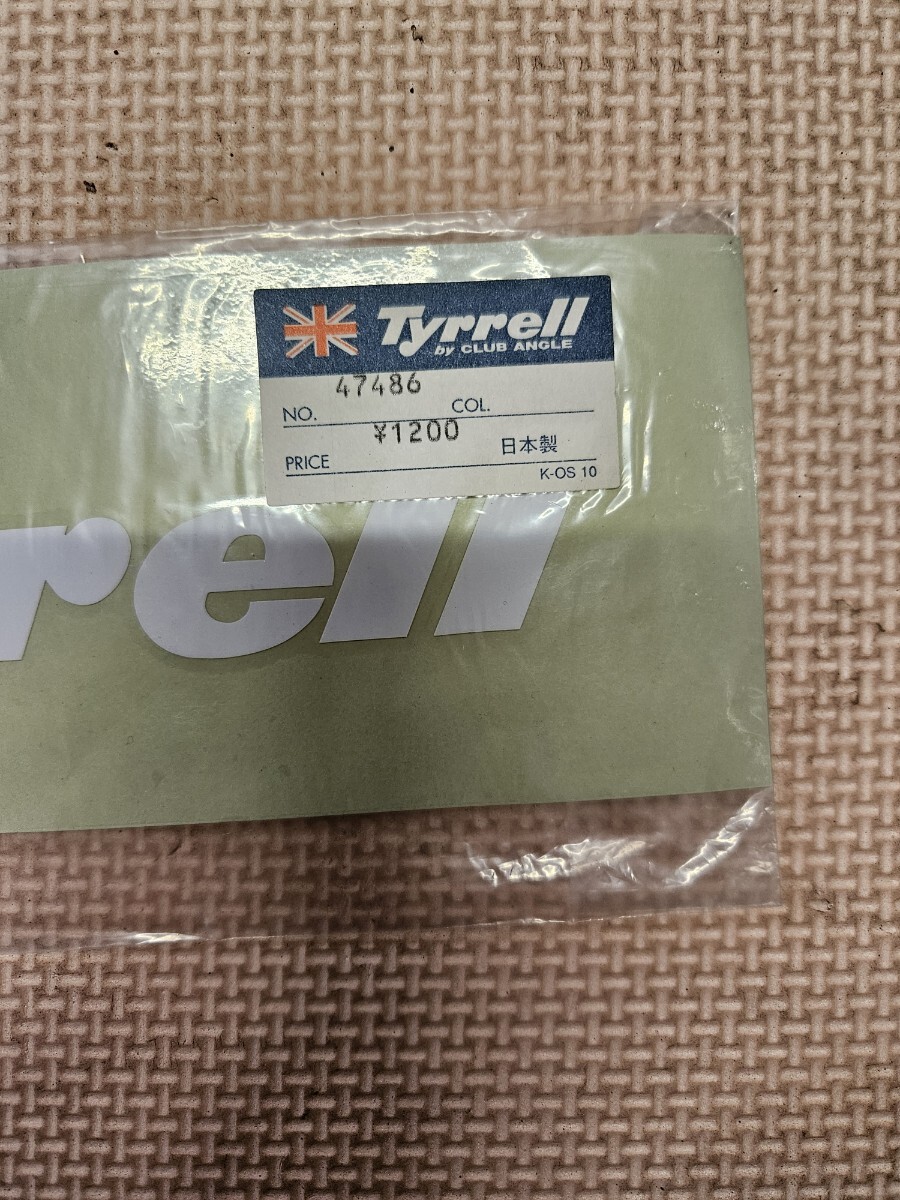 Tyrrell
by CLUB ANGLE
NO. 47486 COL.
PRICE ¥1200 日本製
K-OS 10
rell